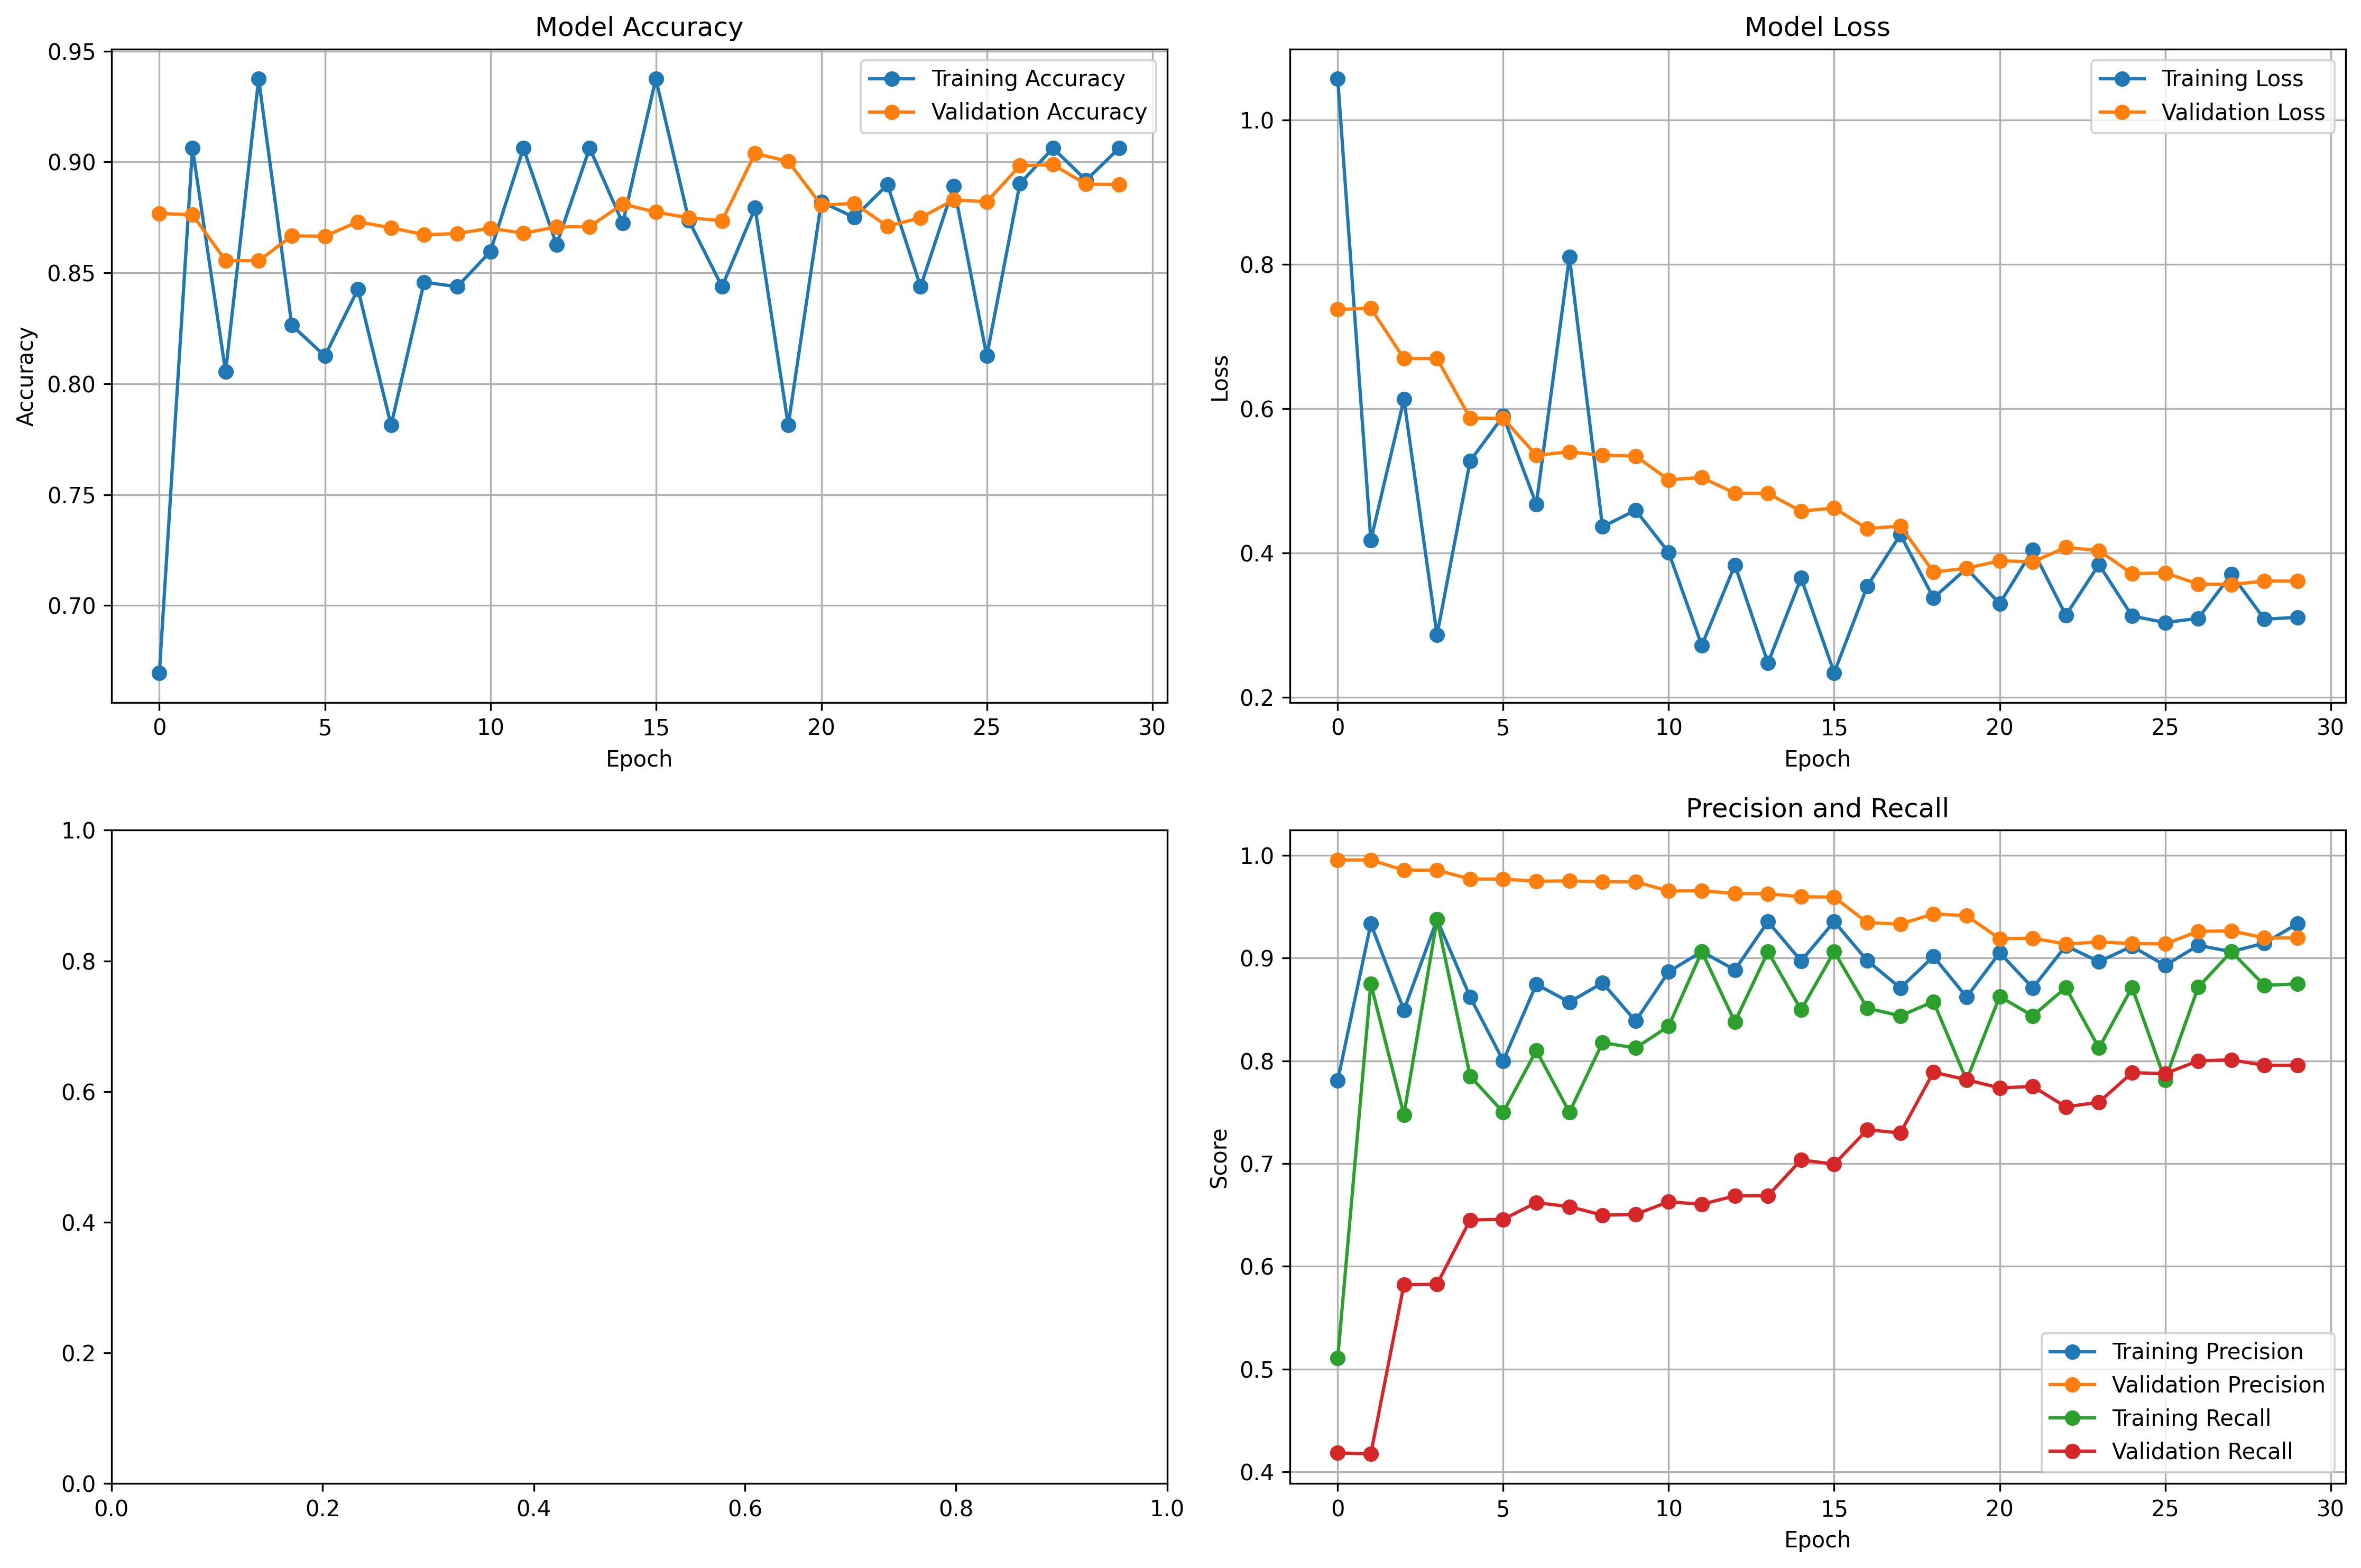 Model Accuracy
0.95
0.90
0.85
0.80
0.75
0.70
Accuracy
0 5 10 15 20 25 30
Epoch
Training Accuracy
Validation Accuracy
Model Loss
1.0
0.8
0.6
0.4
0.2
Loss
0 5 10 15 20 25 30
Epoch
Training Loss
Validation Loss
1.0
0.8
0.6
0.4
0.2
0.0
0.0 0.2 0.4 0.6 0.8 1.0
Precision and Recall
1.0
0.9
0.8
0.7
0.6
0.5
0.4
Score
0 5 10 15 20 25 30
Epoch
Training Precision
Validation Precision
Training Recall
Validation Recall